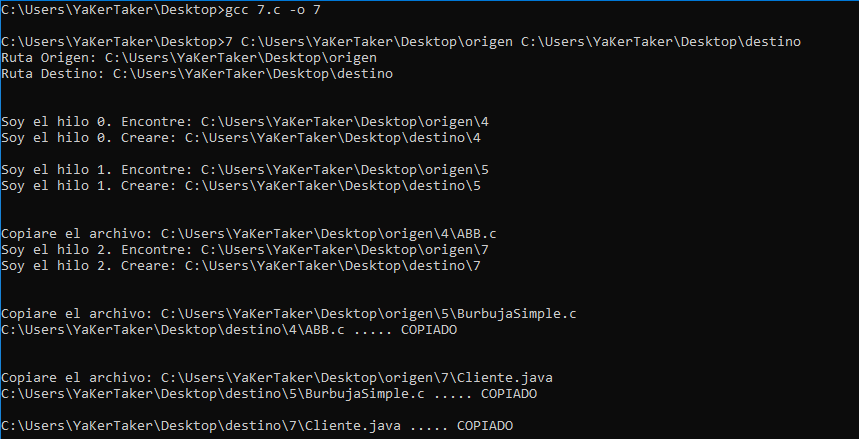 C:\Users\YaKerTaker\Desktop>gcc 7.c -o 7
C:\Users\YaKerTaker\Desktop>7 C:\Users\YaKerTaker\Desktop\origen C:\Users\YaKerTaker\Desktop\destino
Ruta Origen: C:\Users\YaKerTaker\Desktop\origen
Ruta Destino: C:\Users\YaKerTaker\Desktop\destino
Soy el hilo 0. Encontre: C:\Users\YaKerTaker\Desktop\origen\4
Soy el hilo 0. Creare: C:\Users\YaKerTaker\Desktop\destino\4
Soy el hilo 1. Encontre: C:\Users\YaKerTaker\Desktop\origen\5
Soy el hilo 1. Creare: C:\Users\YaKerTaker\Desktop\destino\5
Copiare el archivo: C:\Users\YaKerTaker\Desktop\origen\4\ABB.c
Soy el hilo 2. Encontre: C:\Users\YaKerTaker\Desktop\origen\7
Soy el hilo 2. Creare: C:\Users\YaKerTaker\Desktop\destino\7
Copiare el archivo: C:\Users\YaKerTaker\Desktop\origen\5\BurbujaSimple.c
C:\Users\YaKerTaker\Desktop\destino\4\ABB.c ..... COPIADO
Copiare el archivo: C:\Users\YaKerTaker\Desktop\origen\7\Cliente.java
C:\Users\YaKerTaker\Desktop\destino\5\BurbujaSimple.c ..... COPIADO
C:\Users\YaKerTaker\Desktop\destino\7\Cliente.java ..... COPIADO